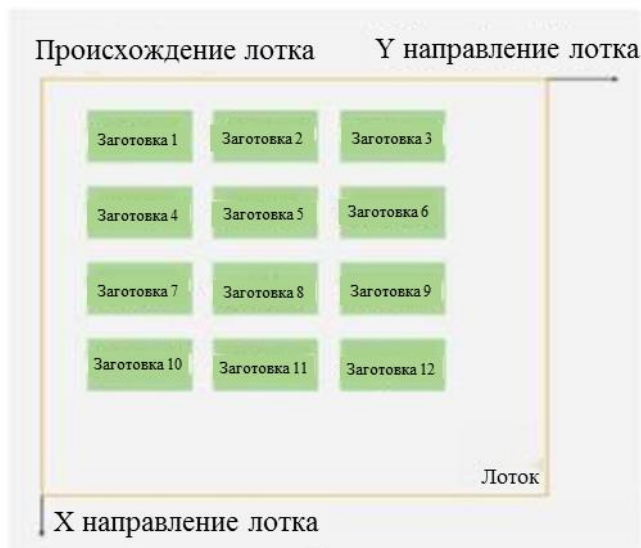 Происхождение лотка Y направление лотка
Заготовка 1 Заготовка 2 Заготовка 3
Заготовка 4 Заготовка 5 Заготовка 6
Заготовка 7 Заготовка 8 Заготовка 9
Заготовка 10 Заготовка 11 Заготовка 12
Лоток
X направление лотка